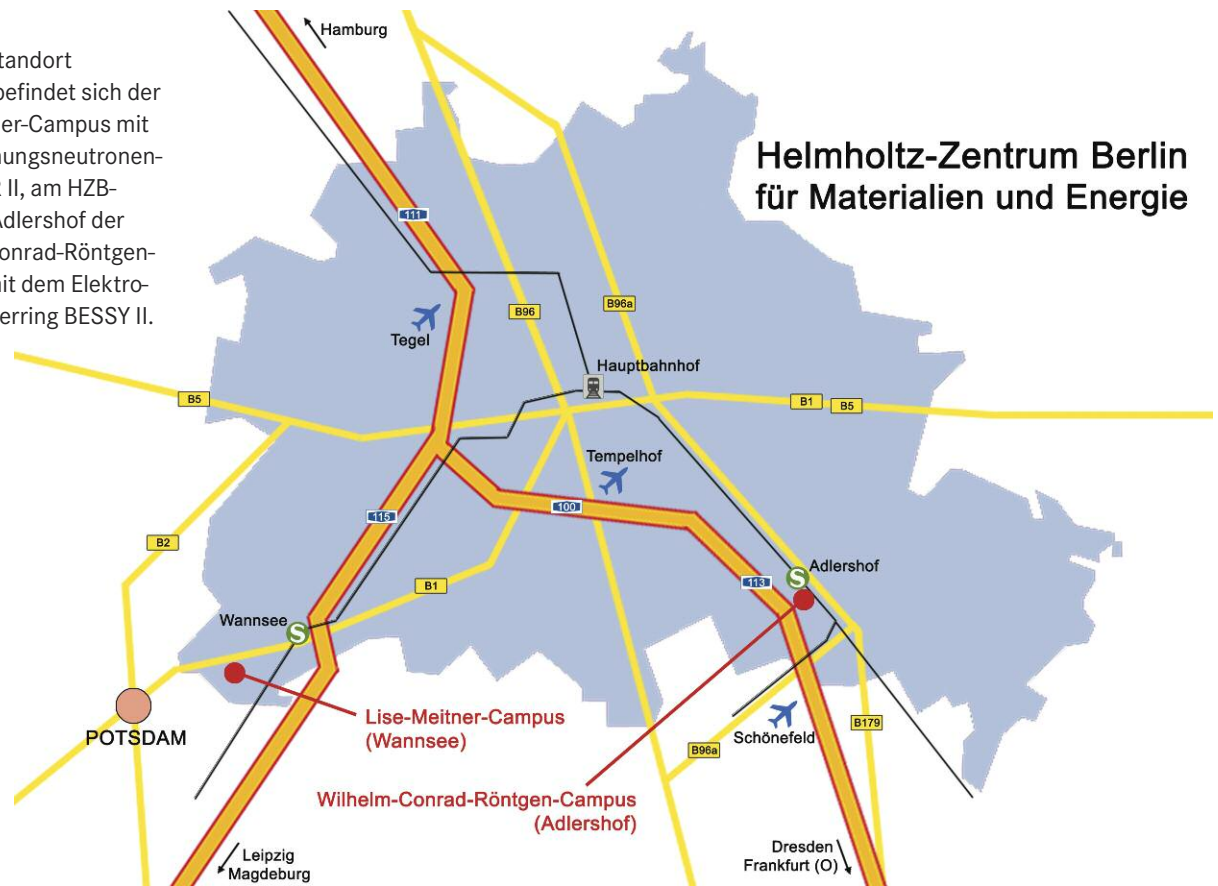 tandort
befindet sich der
er-Campus mit
ungsneutronen-
II, am HZB-
Adlershof der
onrad-Röntgen-
it dem Elektro-
erring BESSY II.
Hamburg
Helmholtz-Zentrum Berlin
für Materialien und Energie
111
B96
B96a
Tegel
Hauptbahnhof
B5
B1
B5
Tempelhof
115
100
B2
B1
113
Adlershof
S
Wannsee
S
Lise-Meitner-Campus
(Wannsee)
POTSDAM
B179
Schönefeld
B96a
Wilhelm-Conrad-Röntgen-Campus
(Adlershof)
Leipzig
Magdeburg
Dresden
Frankfurt (O)